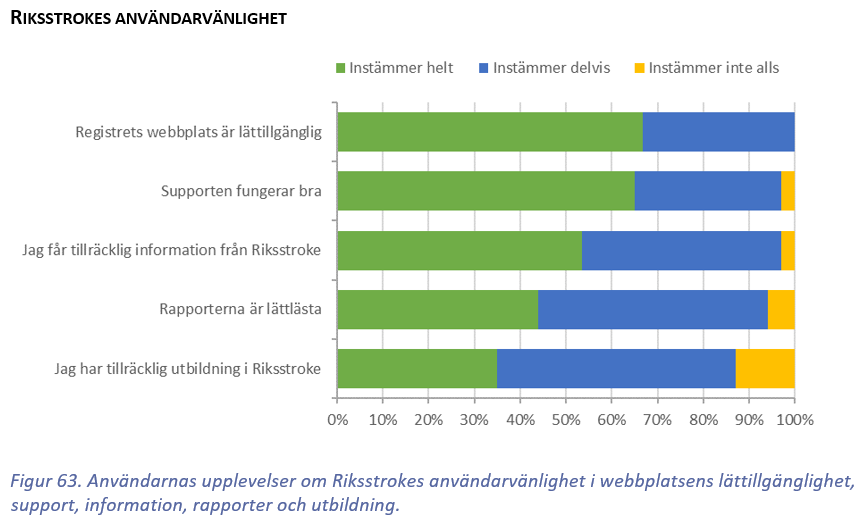 RIKSSTROKES ANVÄNDARVÄNLIGHET
Instämmer helt Instämmer delvis Instämmer inte alls
Registrets webbplats är lättillgänglig
Supporten fungerar bra
Jag får tillräcklig information från Riksstroke
Rapporterna är lättlästa
Jag har tillräcklig utbildning i Riksstroke
0% 10% 20% 30% 40% 50% 60% 70% 80% 90% 100%
Figur 63. Användarnas upplevelser om Riksstrokes användarvänlighet i webbplatsens lättillgänglighet,
support, information, rapporter och utbildning.